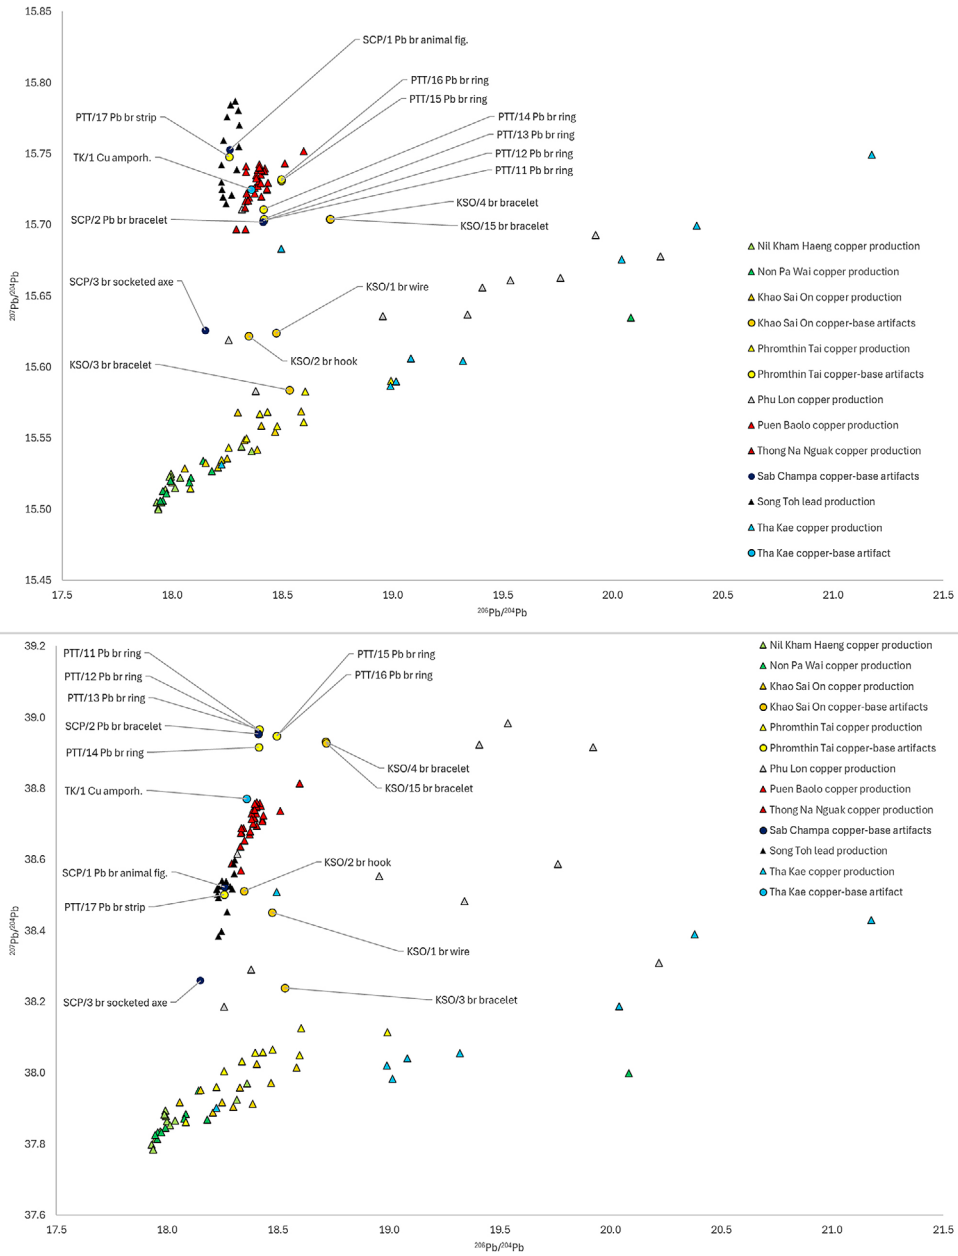 15.85
SCP/1 Pb br animal fig.
15.80
PTT/16 Pb br ring
PTT/15 Pb br ring
PTT/17 Pb br strip
PTT/14 Pb br ring
PTT/13 Pb br ring
15.75
TK/1 Cu amporh.
PTT/12 Pb br ring
PTT/11 Pb br ring
KSO/4 br bracelet
SCP/2 Pb br bracelet
15.70
KSO/15 br bracelet
Nil Kham Haeng copper production
Non Pa Wai copper production
SCP/3 br socketed axe
KSO/1 br wire
15.65
Khao Sai On copper production
²⁰⁷Pb/²⁰⁴Pb
Khao Sai On copper-base artifacts
Phromthin Tai copper production
KSO/2 br hook
KSO/3 br bracelet
15.60
Phromthin Tai copper-base artifacts
Phu Lon copper production
Puen Baolo copper production
15.55
Thong Na Nguak copper production
Sab Champa copper-base artifacts
Song Toh lead production
15.50
Tha Kae copper production
Tha Kae copper-base artifact
15.45
17.5 18.0 18.5 19.0 19.5 20.0 20.5 21.0 21.5
²⁰⁶Pb/²⁰⁴Pb
39.2
Nil Kham Haeng copper production
PTT/11 Pb br ring
PTT/15 Pb br ring
Non Pa Wai copper production
PTT/12 Pb br ring
PTT/16 Pb br ring
Khao Sai On copper production
PTT/13 Pb br ring
Khao Sai On copper-base artifacts
39.0
SCP/2 Pb br bracelet
Phromthin Tai copper production
PTT/14 Pb br ring
Phromthin Tai copper-base artifacts
KSO/4 br bracelet
Phu Lon copper production
38.8
TK/1 Cu amporh.
KSO/15 br bracelet
Puen Baolo copper production
Thong Na Nguak copper production
Sab Champa copper-base artifacts
Song Toh lead production
38.6
KSO/2 br hook
SCP/1 Pb br animal fig.
Tha Kae copper production
Tha Kae copper-base artifact
PTT/17 Pb br strip
²⁰⁷Pb/²⁰⁴Pb
38.4
KSO/1 br wire
38.2
SCP/3 br socketed axe
KSO/3 br bracelet
38.0
37.8
37.6
17.5 18.0 18.5 19.0 19.5 20.0 20.5 21.0 21.5
²⁰⁶Pb/²⁰⁴Pb